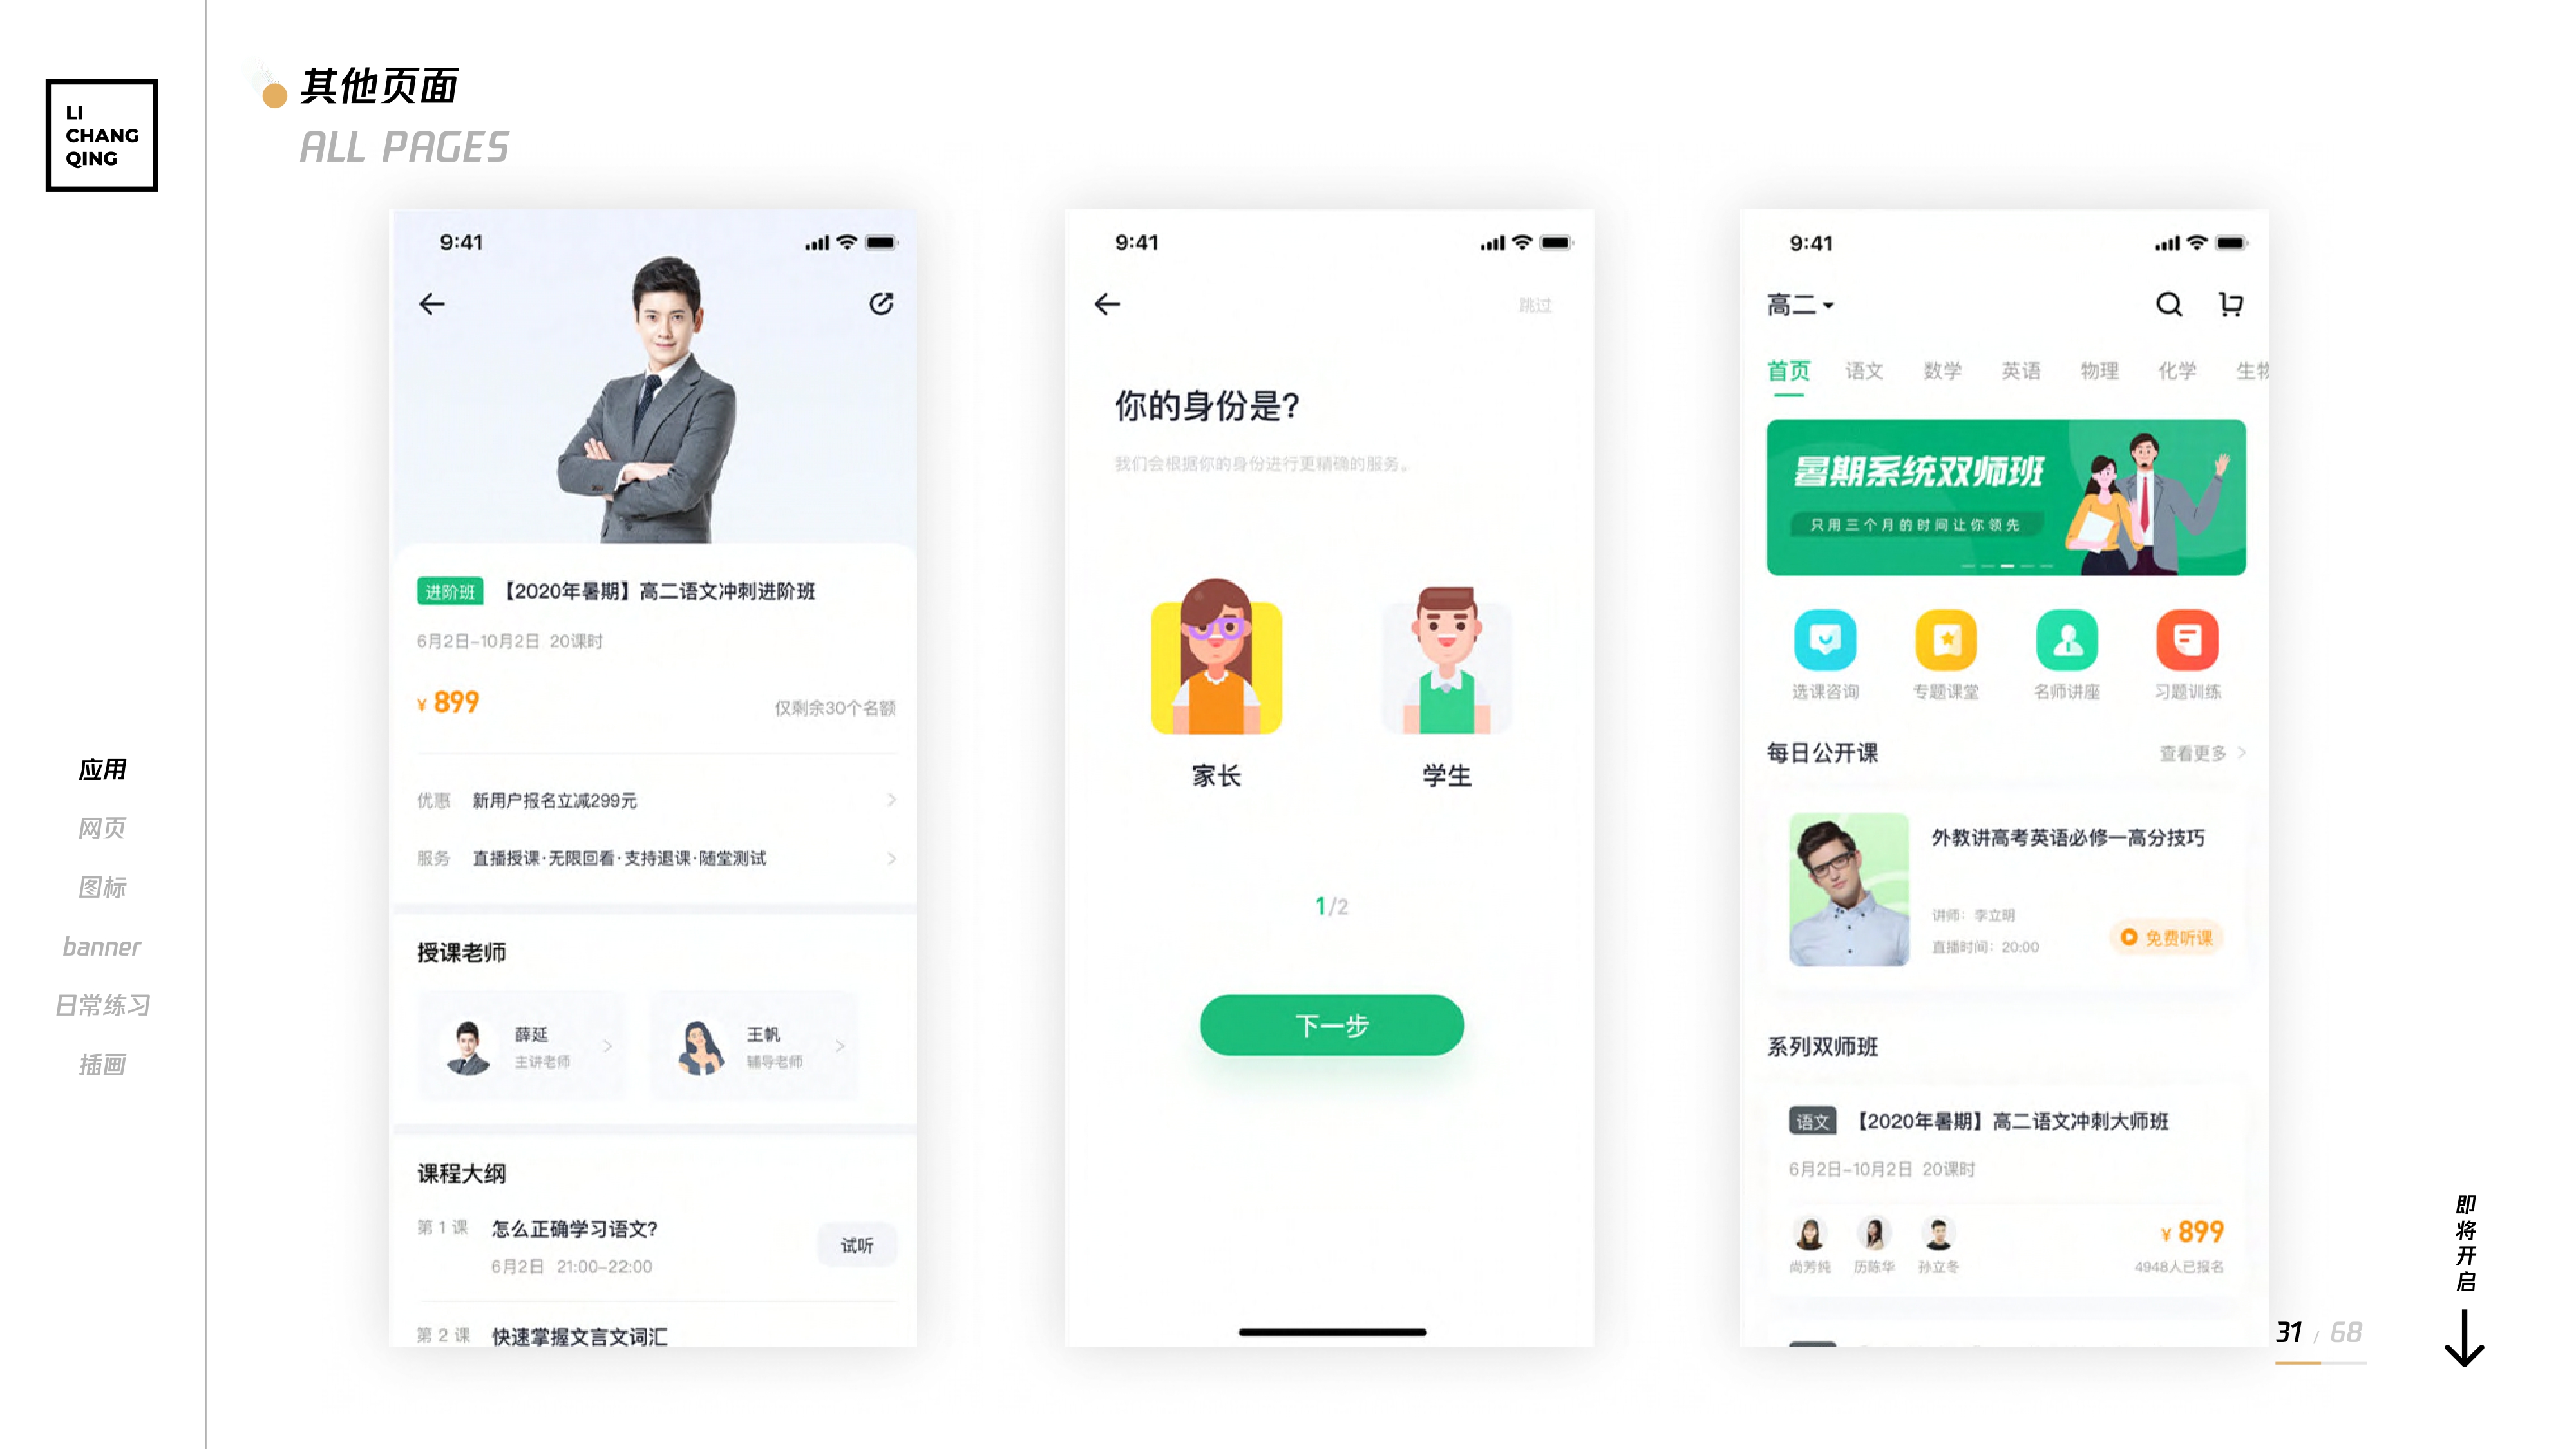 LI
CHANG
QING
其他页面
ALL PAGES
应用
网页
图标
banner
日常练习
插画
9:41
进阶班 【2020年暑期】高二语文冲刺进阶班
6月2日-10月2日 20课时
¥ 899
仅剩余30个名额
优惠 新用户报名立减299元
服务 直播授课·无限回看·支持退课·随堂测试
授课老师
薛延
主讲老师
王帆
辅导老师
课程大纲
第 1 课 怎么正确学习语文?
6月2日 21:00-22:00
试听
第 2 课 快速掌握文言文词汇
9:41
跳过
你的身份是?
我们会根据你的身份进行更精确的服务。
家长
学生
1/2
下一步
9:41
高二
首页 语文 数学 英语 物理 化学 生物
暑期系统双师班
只用三个月的时间让你领先
选课咨询 专题课堂 名师讲座 习题训练
每日公开课
查看更多
外教讲高考英语必修一高分技巧
讲师: 李立明
直播时间: 20:00
免费听课
系列双师班
语文 【2020年暑期】高二语文冲刺大师班
6月2日-10月2日 20课时
尚芳纯 历陈华 孙立冬
¥ 899
4948人已报名
即将开启
31 / 68